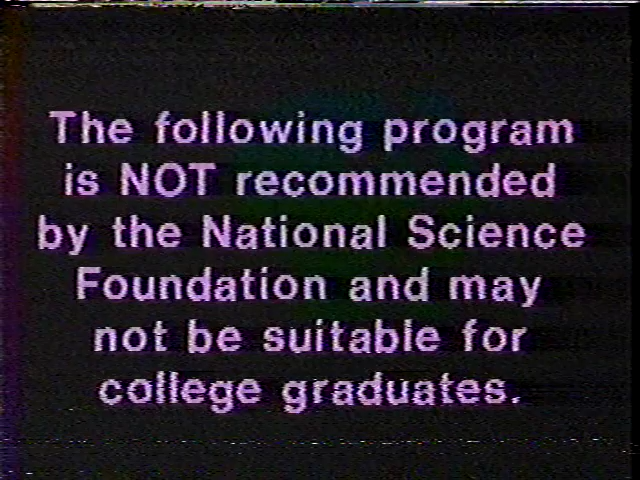 The following program
is NOT recommended
by the National Science
Foundation and may
not be suitable for
college graduates.